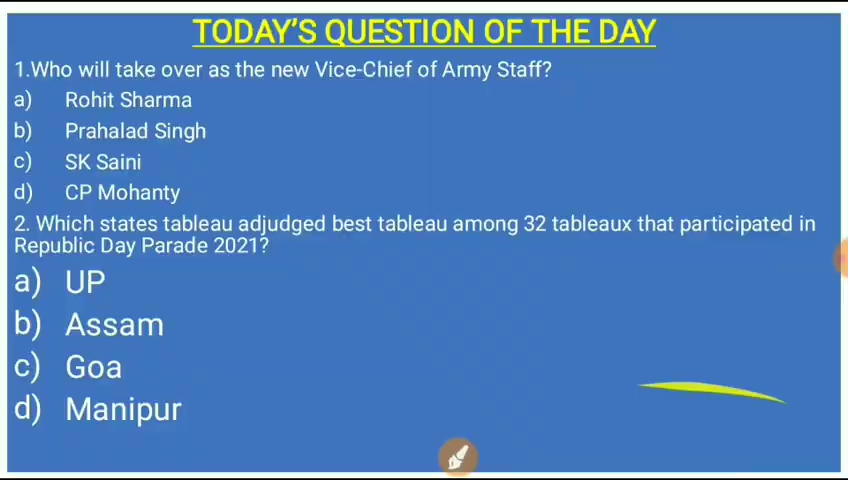 TODAY'S QUESTION OF THE DAY
1.Who will take over as the new Vice-Chief of Army Staff?
a) Rohit Sharma
b) Prahalad Singh
c) SK Saini
d) CP Mohanty
2. Which states tableau adjudged best tableau among 32 tableaux that participated in
Republic Day Parade 2021?
a) UP
b) Assam
c) Goa
d) Manipur